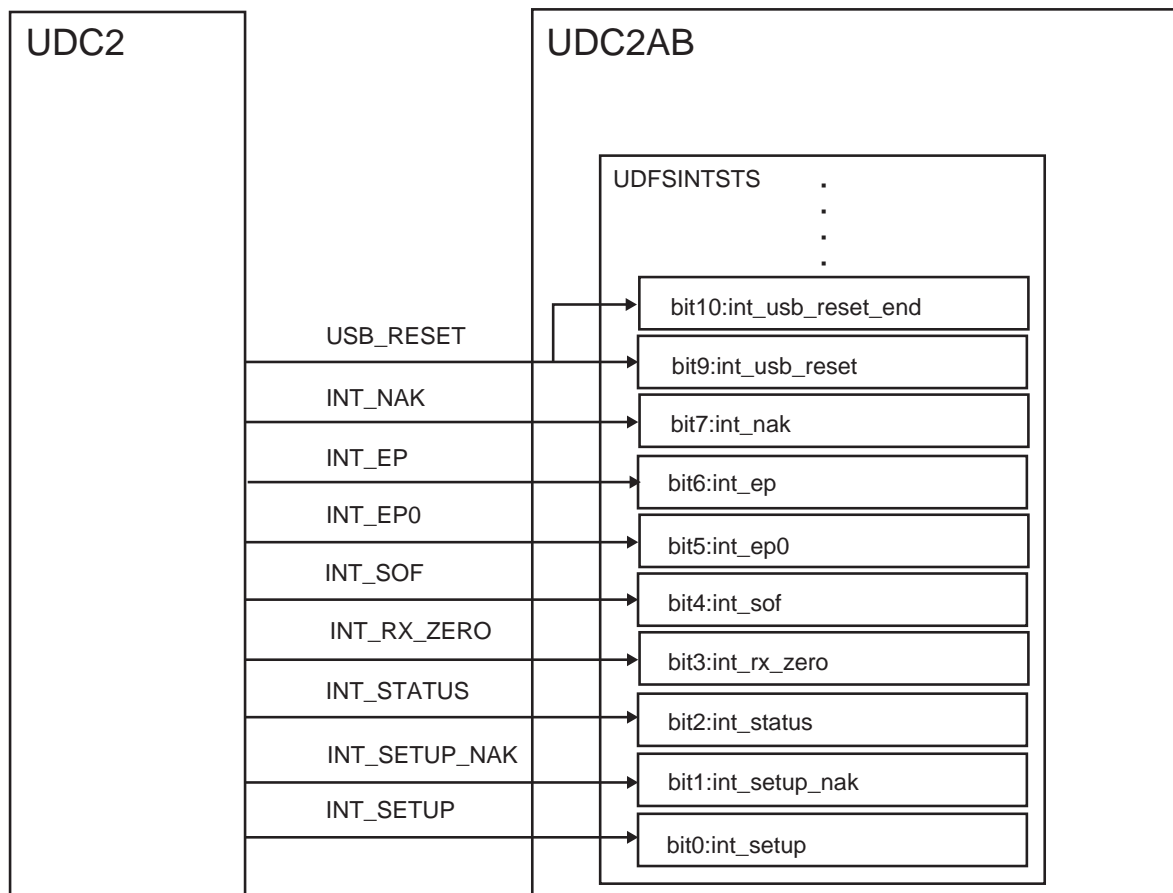 UDC2
UDC2AB
UDFSINTSTS
bit10:int_usb_reset_end
USB_RESET
bit9:int_usb_reset
INT_NAK
bit7:int_nak
INT_EP
bit6:int_ep
INT_EP0
bit5:int_ep0
INT_SOF
bit4:int_sof
INT_RX_ZERO
bit3:int_rx_zero
INT_STATUS
bit2:int_status
INT_SETUP_NAK
bit1:int_setup_nak
INT_SETUP
bit0:int_setup